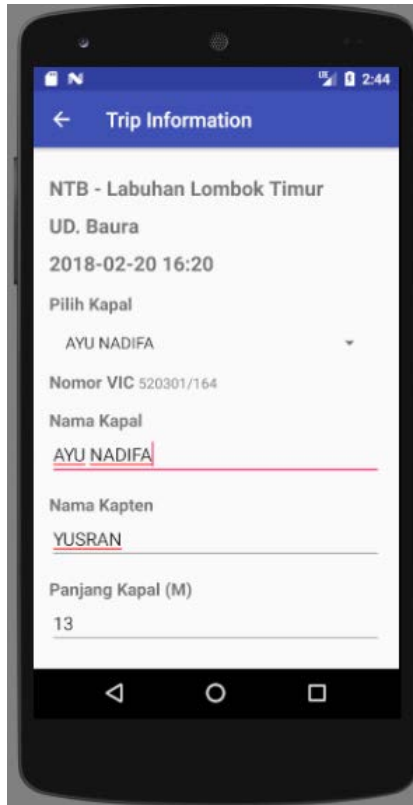 2:44
Trip Information
NTB - Labuhan Lombok Timur
UD. Baura
2018-02-20 16:20
Pilih Kapal
AYU NADIFA
Nomor VIC 520301/164
Nama Kapal
AYU NADIFA
Nama Kapten
YUSRAN
Panjang Kapal (M)
13